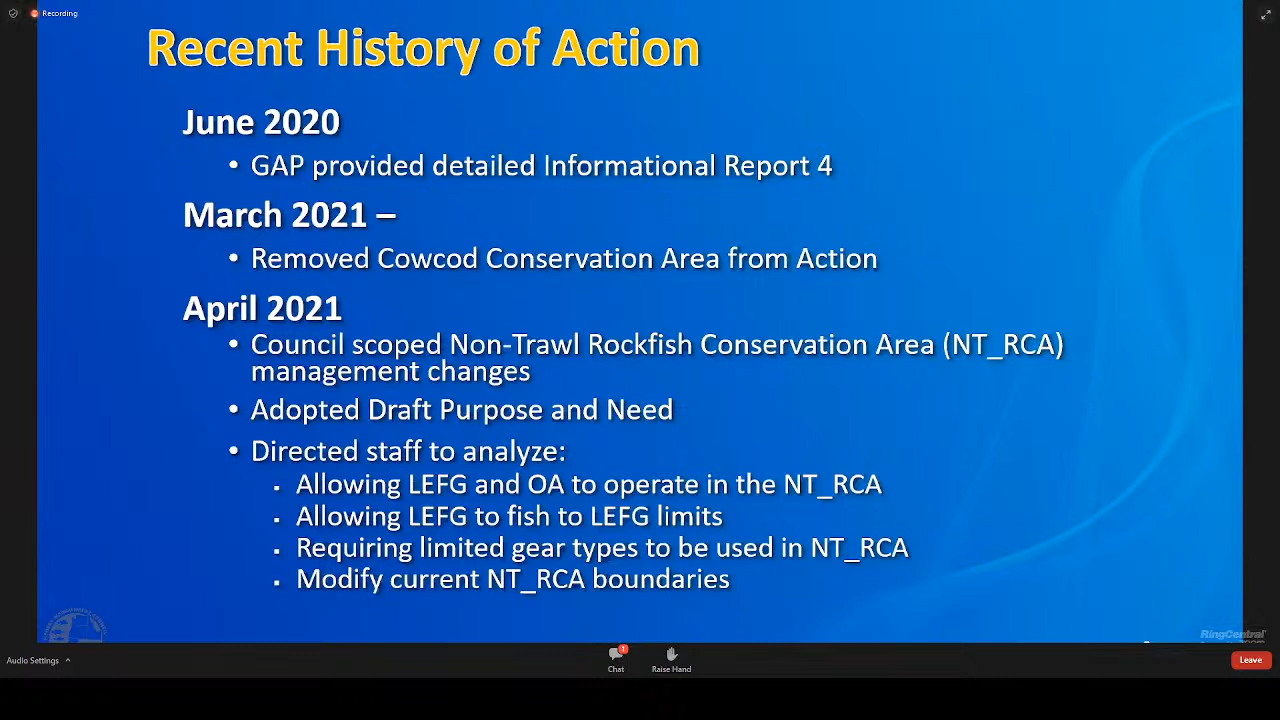 Recording
Recent History of Action
June 2020
• GAP provided detailed Informational Report 4
March 2021 –
• Removed Cowcod Conservation Area from Action
April 2021
• Council scoped Non-Trawl Rockfish Conservation Area (NT_RCA)
management changes
• Adopted Draft Purpose and Need
• Directed staff to analyze:
▪ Allowing LEFG and OA to operate in the NT_RCA
▪ Allowing LEFG to fish to LEFG limits
▪ Requiring limited gear types to be used in NT_RCA
▪ Modify current NT_RCA boundaries
RingCentral
Audio Settings
1
Chat
Raise Hand
Leave